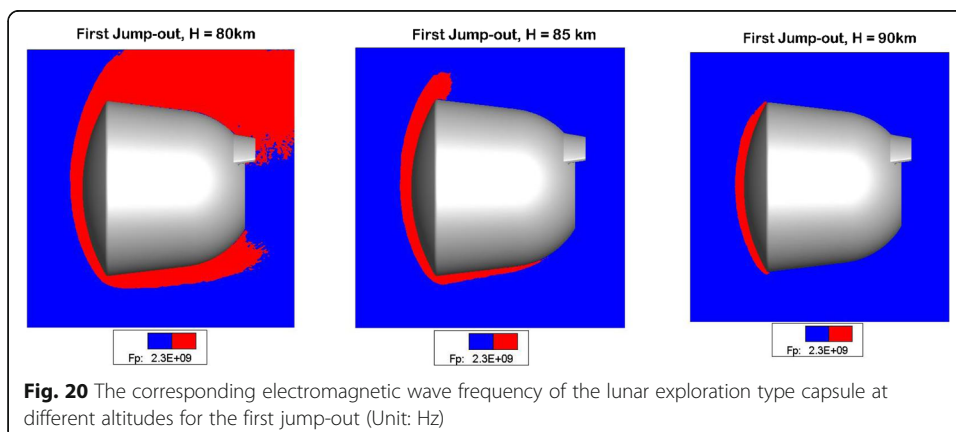 First Jump-out, H = 80km
First Jump-out, H = 85 km
First Jump-out, H = 90km
Fp: 2.3E+09
Fp: 2.3E+09
Fp: 2.3E+09
Fig. 20 The corresponding electromagnetic wave frequency of the lunar exploration type capsule at
different altitudes for the first jump-out (Unit: Hz)